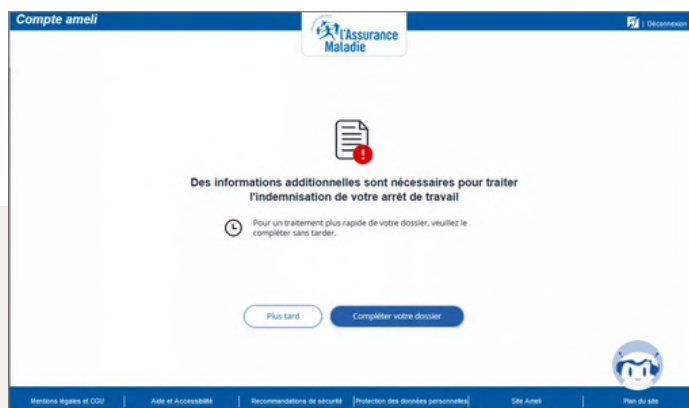 Compte ameli
| Déconnexion
l'Assurance
Maladie
Des informations additionnelles sont nécessaires pour traiter
l'indemnisation de votre arrêt de travail
Pour un traitement plus rapide de votre dossier, veuillez le
compléter sans tarder.
Plus tard
Compléter votre dossier
Mentions légales et CGU | Aide et Accessibilité | Recommandations de sécurité | Protection des données personnelles | Site Ameli | Plan du site